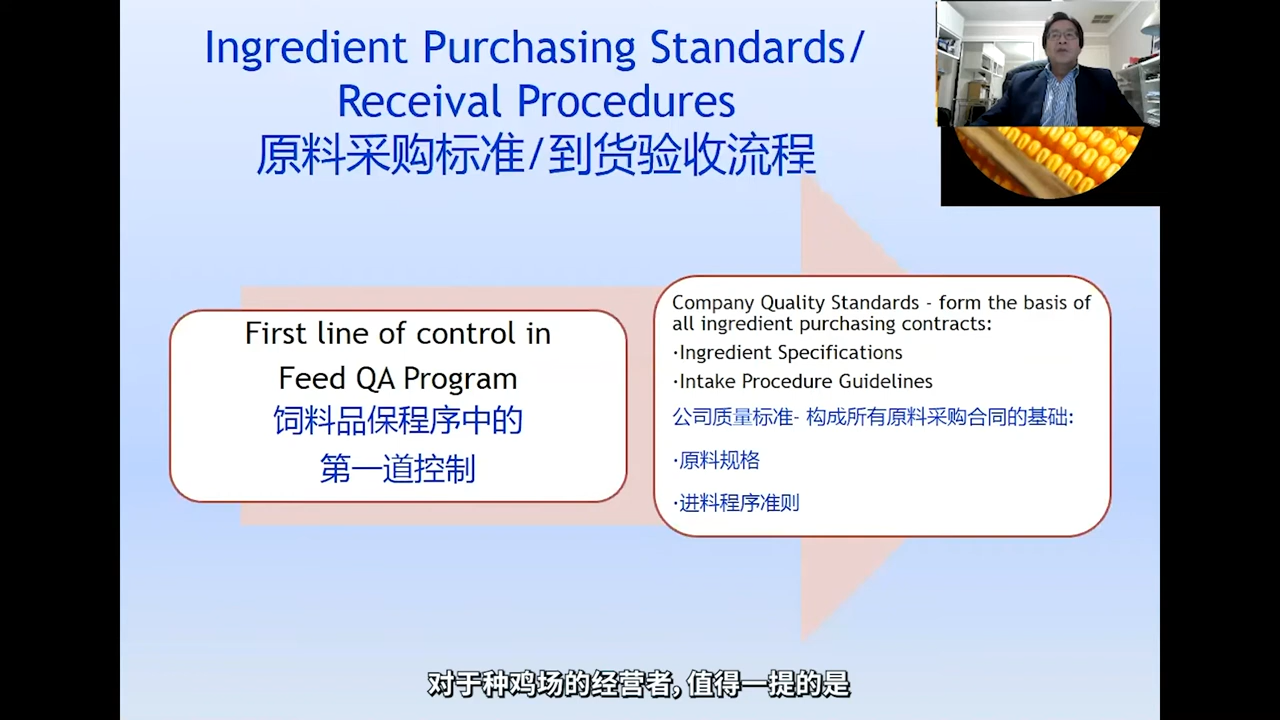 Ingredient Purchasing Standards/
Receival Procedures
原料采购标准/到货验收流程
First line of control in
Feed QA Program
饲料品保程序中的
第一道控制
Company Quality Standards - form the basis of
all ingredient purchasing contracts:
·Ingredient Specifications
·Intake Procedure Guidelines
公司质量标准- 构成所有原料采购合同的基础:
·原料规格
·进料程序准则
对于种鸡场的经营者, 值得一提的是